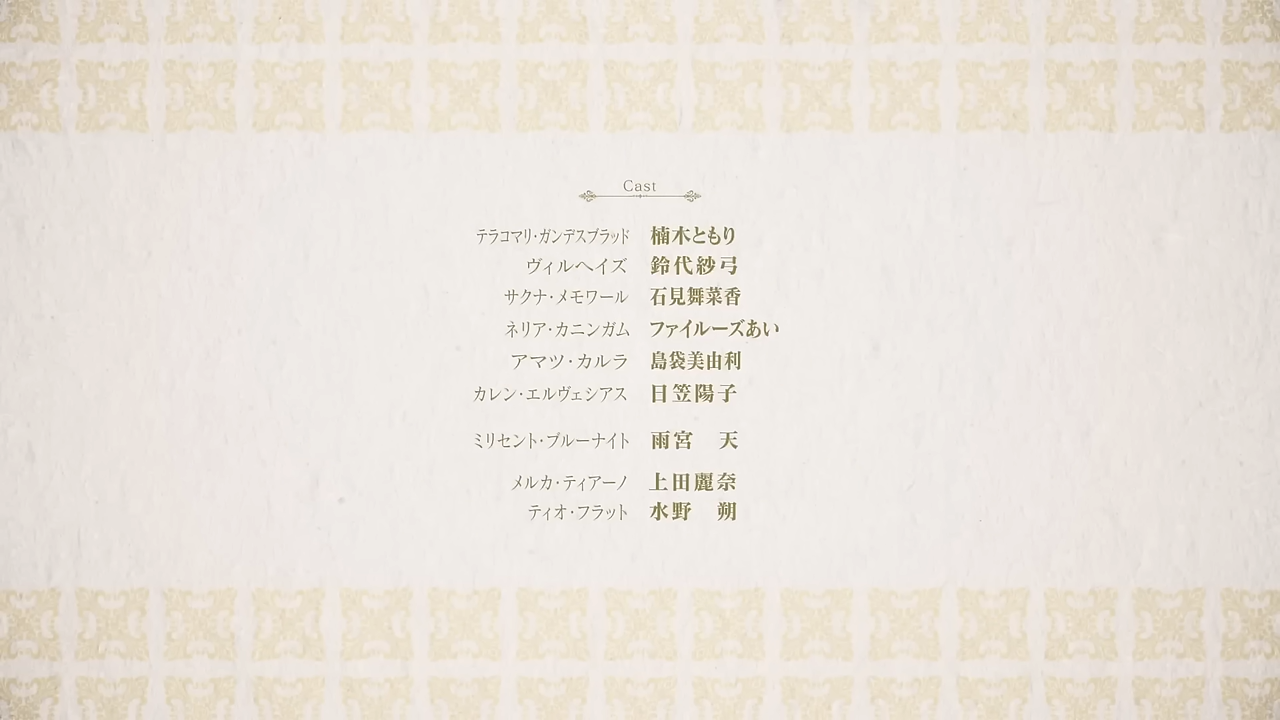 Cast
テラコマリ・ガンデスブラッド 楠木ともり
ヴィルヘイズ 鈴代紗弓
サクナ・メモワール 石見舞菜香
ネリア・カニンガム ファイルーズあい
アマツ・カルラ 島袋美由利
カレン・エルヴェシアス 日笠陽子
ミリセント・ブルーナイト 雨宮 天
メルカ・ティアーノ 上田麗奈
ティオ・フラット 水野 朔